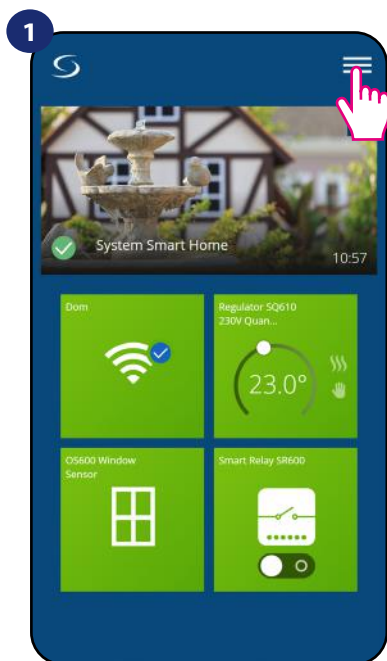 1
System Smart Home
10:57
Dom
Regulator SQ610
230V Quan...
23.0°
OS600 Window
Sensor
Smart Relay SR600